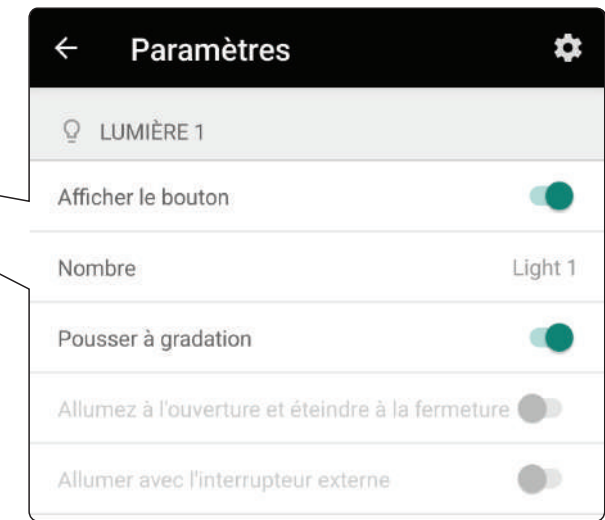 Paramètres
LUMIÈRE 1
Afficher le bouton
Nombre Light 1
Pousser à gradation
Allumez à l'ouverture et éteindre à la fermeture
Allumer avec l'interrupteur externe